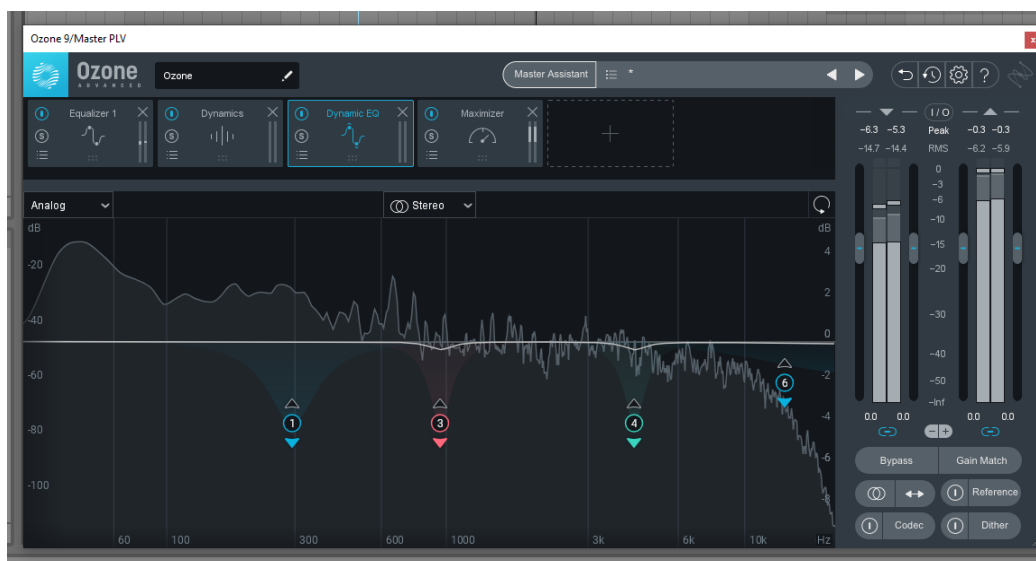 Ozone 9/Master PLV
x
Ozone
ADVANCED
Ozone
Master Assistant
*
?
Equalizer 1
Dynamics
Dynamic EQ
Maximizer
S
S
S
S
+
I / O
-6.3 -5.3 Peak -0.3 -0.3
-14.7 -14.4 RMS -6.2 -5.9
Analog
Stereo
dB
dB
-20
-40
-60
-80
-100
4
2
0
-2
-4
-6
-8
1
3
4
6
60 100 300 600 1000 3k 6k 10k Hz
0
-3
-6
-10
-15
-20
-30
-40
-50
-Inf
0.0 0.0 0.0 0.0
- +
Bypass
Gain Match
Reference
Codec
Dither